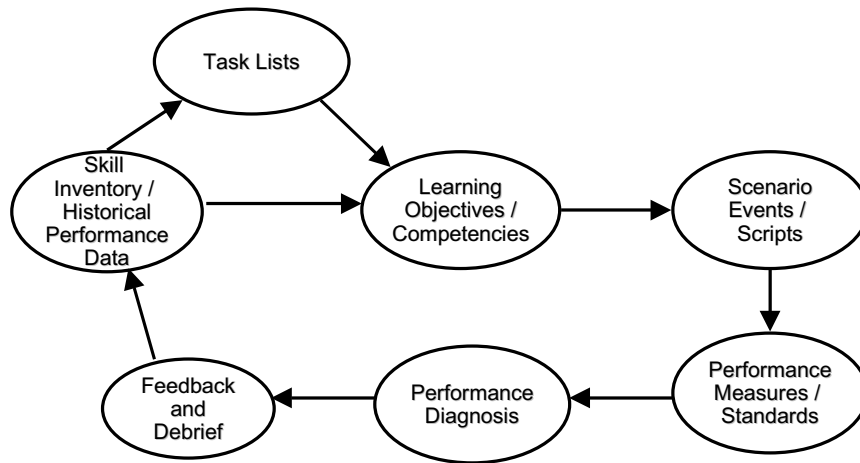 Task Lists
Skill
Inventory /
Historical
Performance
Data
Learning
Objectives /
Competencies
Scenario
Events /
Scripts
Performance
Measures /
Standards
Performance
Diagnosis
Feedback
and
Debrief